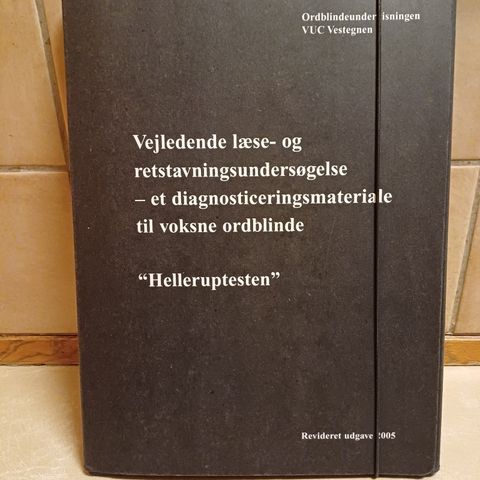 Ordblindeundervisningen
VUC Vestegnen
Vejledende læse- og
retstavningsundersøgelse
– et diagnosticeringsmateriale
til voksne ordblinde
“Helleruptesten”
Revideret udgave 2005